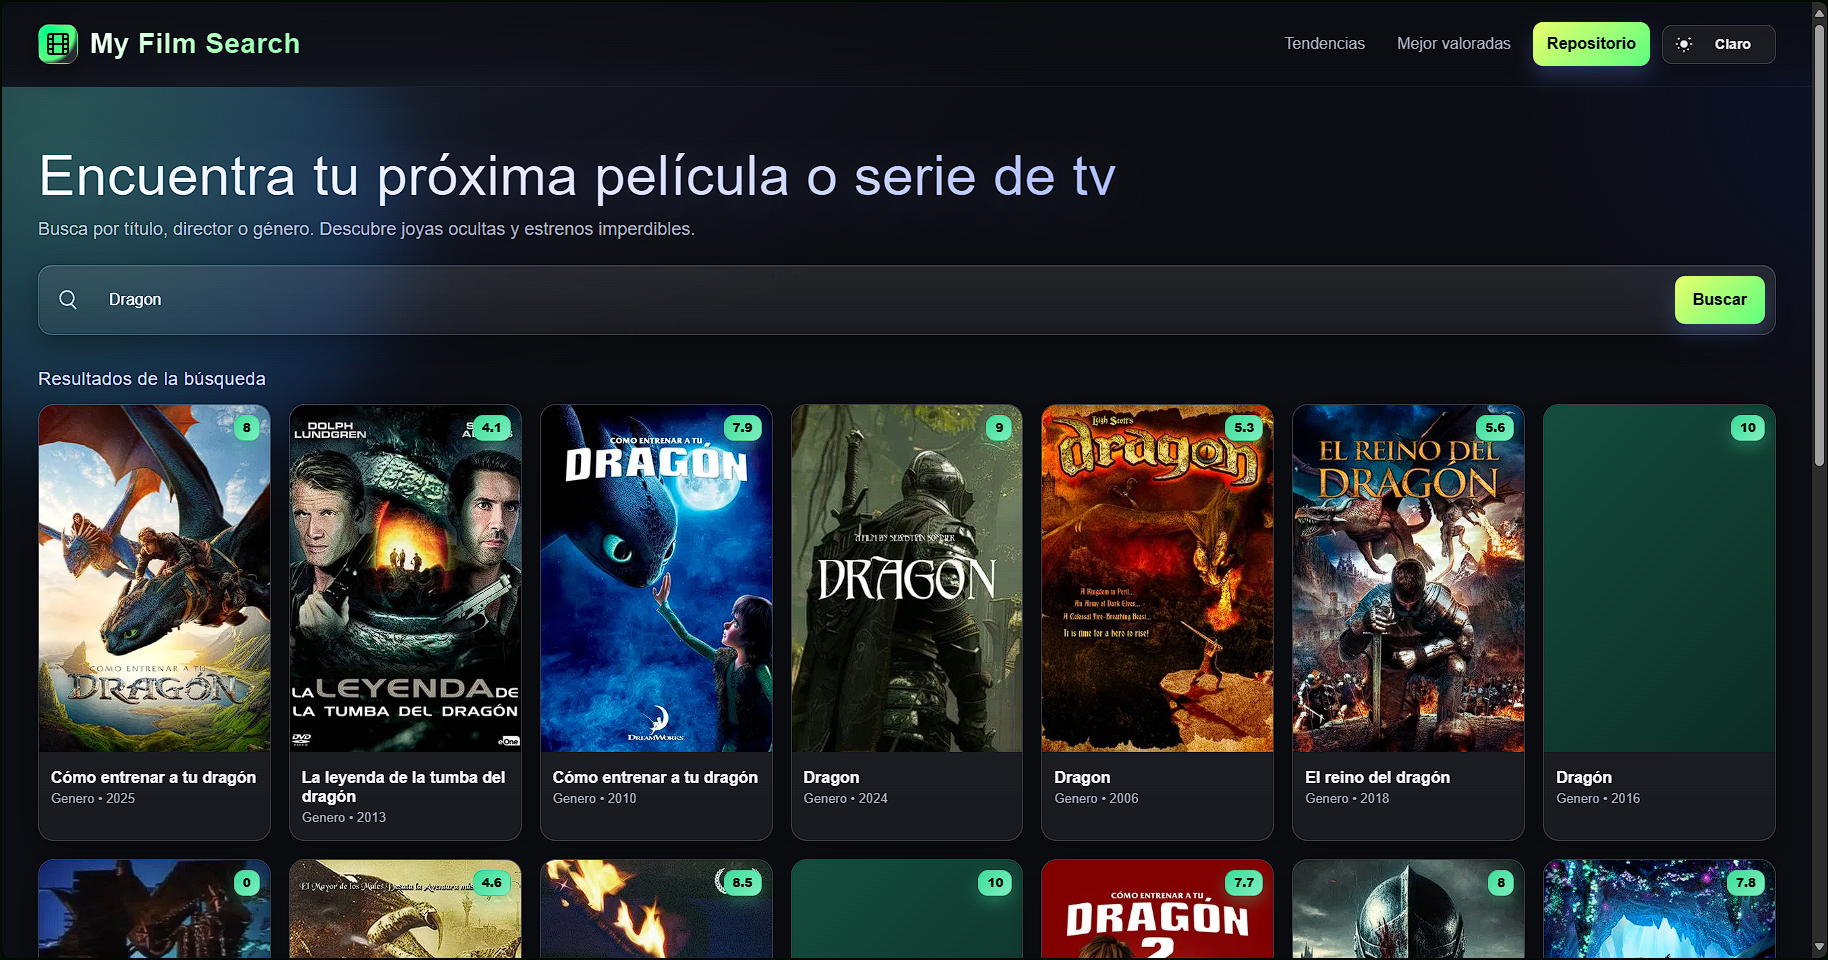 My Film Search
Tendencias
Mejor valoradas
Repositorio
Claro
Encuentra tu próxima película o serie de tv
Busca por título, director o género. Descubre joyas ocultas y estrenos imperdibles.
Dragon
Buscar
Resultados de la búsqueda
8
CÓMO ENTRENAR A TU
DRAGÓN
Cómo entrenar a tu dragón
Genero • 2025
DOLPH
LUNDGREN
4.1
LA LEYENDA DE
LA TUMBA DEL DRAGÓN
DVD
eOne
La leyenda de la tumba del
dragón
Genero • 2013
7.9
CÓMO ENTRENAR A TU
DRAGÓN
DREAMWORKS
Cómo entrenar a tu dragón
Genero • 2010
9
A FILM BY SEBASTIAN
DRAGON
Dragon
Genero • 2024
Leigh Scott's
5.3
dragon
A Kingdom in Peril...
An Army of Dark Elves...
A Colossal Fire-Breathing Beast...
It is time for a hero to rise!
Dragon
Genero • 2006
5.6
EL REINO DEL
DRAGÓN
El reino del dragón
Genero • 2018
10
Dragón
Genero • 2016
0
El Mayor de los Males Desata la Aventura más
4.6
8.5
10
7.7
CÓMO ENTRENAR A TU
DRAGÓN
2
8
7.8